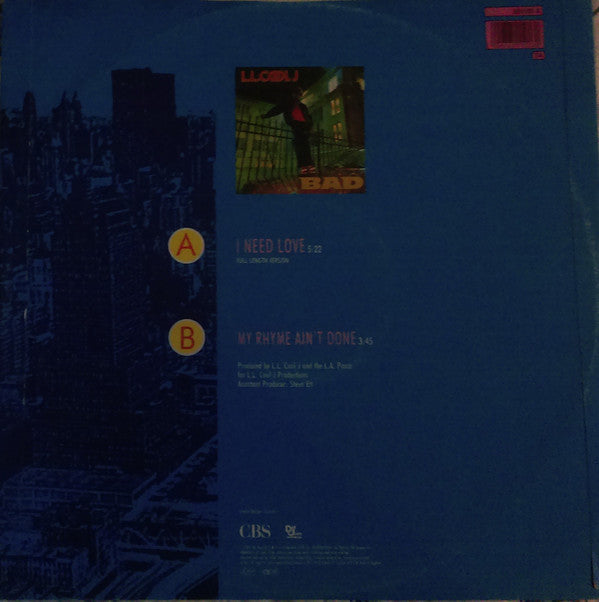 L.L. COOL J
BAD
A
I NEED LOVE 5:22
FULL LENGTH VERSION
B
MY RHYME AIN'T DONE 3:45
Produced by L.L. Cool J and the L.A. Posse
for L.L. Cool J Productions
Assistant Producer: Steve Ett
CBS
Def